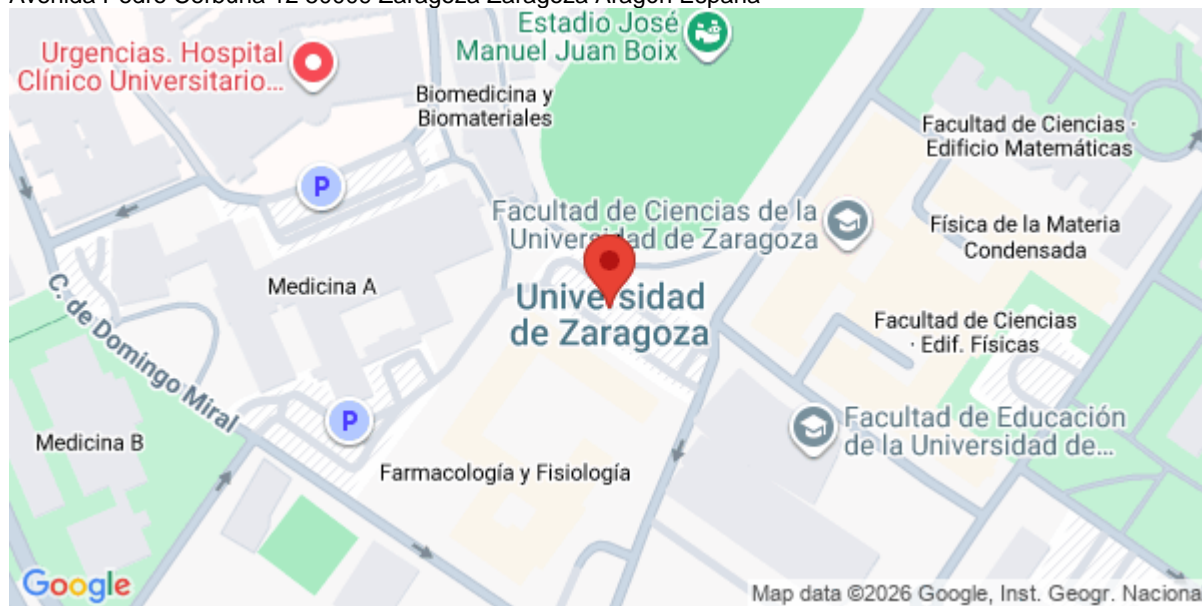 Estadio José
Manuel Juan Boix
Urgencias. Hospital
Clínico Universitario...
Biomedicina y
Biomateriales
Facultad de Ciencias ·
Edificio Matemáticas
P
Facultad de Ciencias de la
Universidad de Zaragoza
Física de la Materia
Condensada
Medicina A
Universidad
de Zaragoza
C. de Domingo Miral
Facultad de Ciencias
· Edif. Físicas
P
Facultad de Educación
de la Universidad de...
Medicina B
Farmacología y Fisiología
Google
Map data ©2026 Google, Inst. Geogr. Naciona